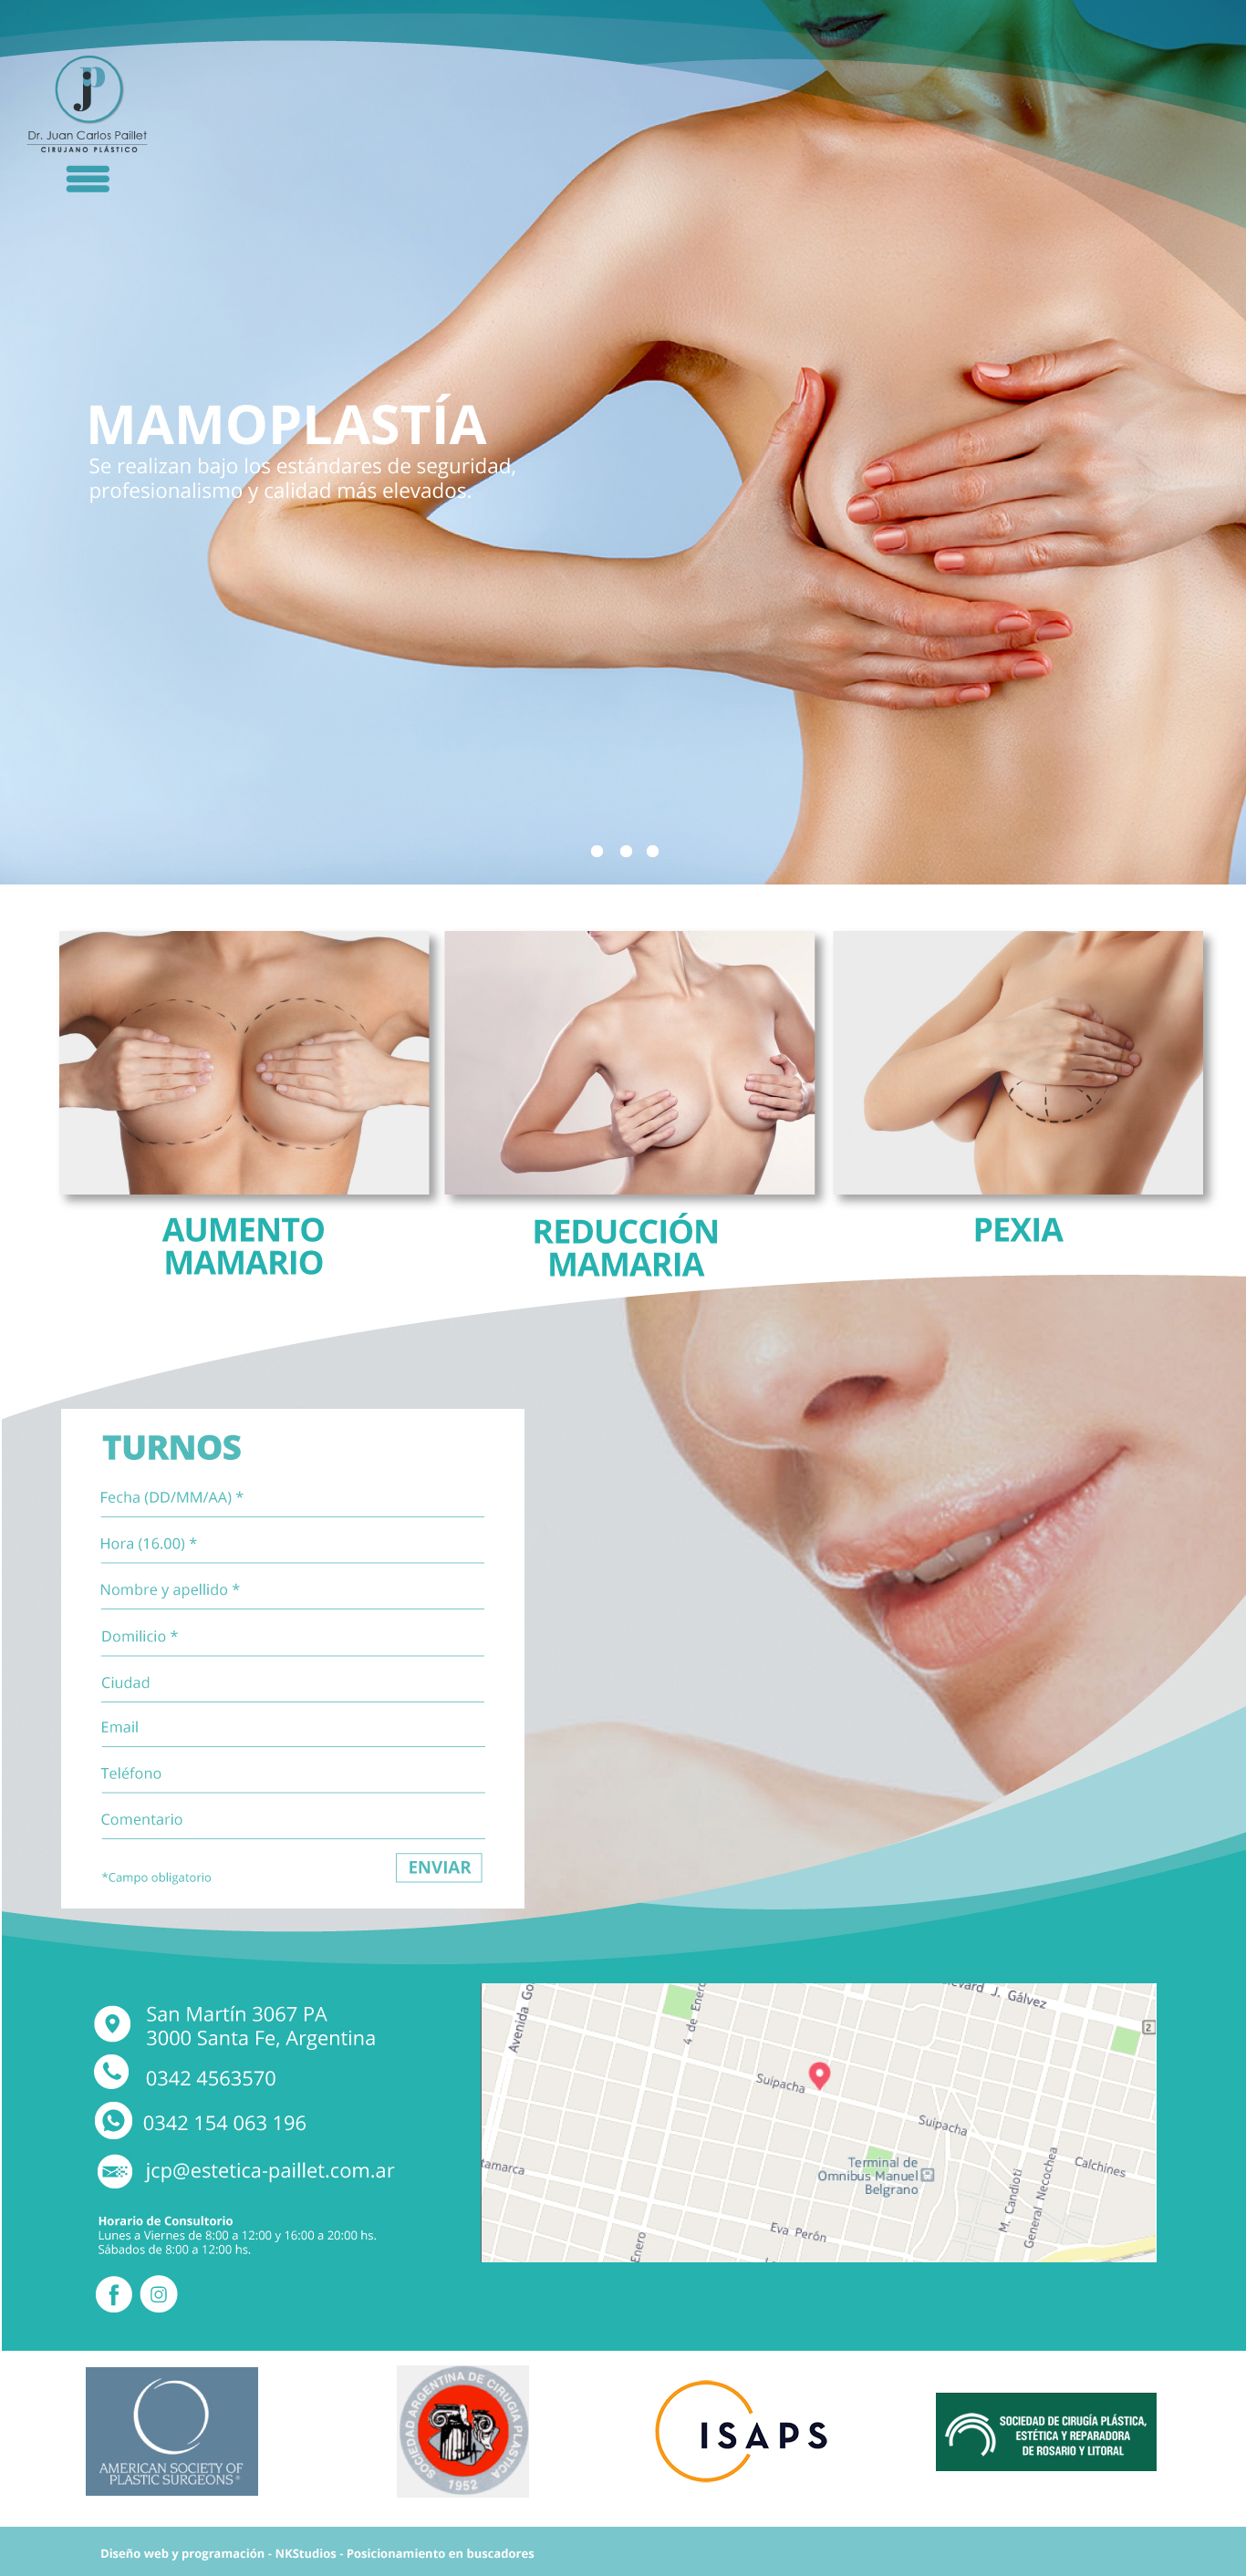 jp
Dr. Juan Carlos Paillet
CIRUJANO PLÁSTICO
MAMOPLASTÍA
Se realizan bajo los estándares de seguridad,
profesionalismo y calidad más elevados.
AUMENTO
MAMARIO
REDUCCIÓN
MAMARIA
PEXIA
TURNOS
Fecha (DD/MM/AA) *
Hora (16.00) *
Nombre y apellido *
Domilicio *
Ciudad
Email
Teléfono
Comentario
*Campo obligatorio
ENVIAR
San Martín 3067 PA
3000 Santa Fe, Argentina
0342 4563570
0342 154 063 196
jcp@estetica-paillet.com.ar
Horario de Consultorio
Lunes a Viernes de 8:00 a 12:00 y 16:00 a 20:00 hs.
Sábados de 8:00 a 12:00 hs.
Avenida Go
4 de Enero
evard J. Gálvez
2
Suipacha
Suipacha
tamarca
Terminal de
Omnibus Manuel
Belgrano
Calchines
M. Candioti
General Necochea
Eva Perón
Enero
AMERICAN SOCIETY OF
PLASTIC SURGEONS®
SOCIEDAD ARGENTINA DE CIRUGIA PLASTICA
1952
ISAPS
SOCIEDAD DE CIRUGÍA PLÁSTICA,
ESTÉTICA Y REPARADORA
DE ROSARIO Y LITORAL
Diseño web y programación - NKStudios - Posicionamiento en buscadores